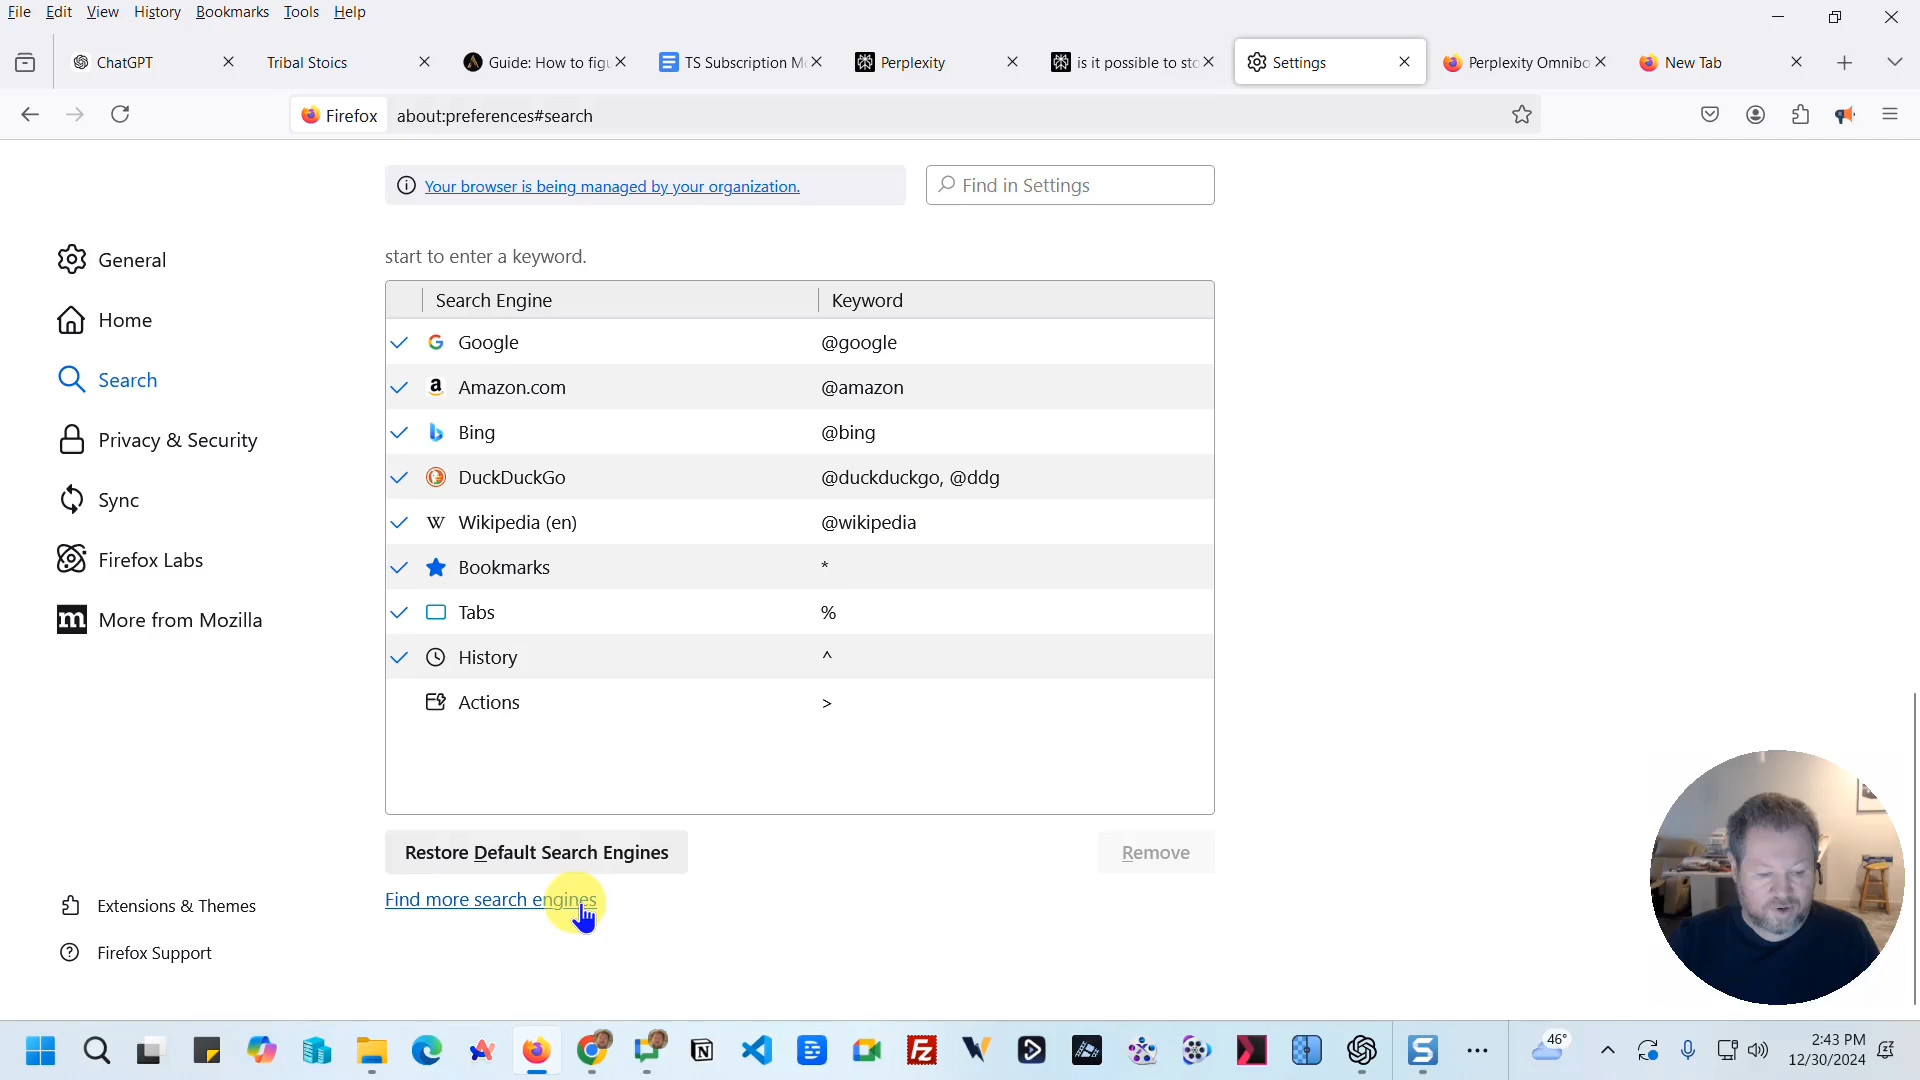 File Edit View History Bookmarks Tools Help
ChatGPT
Tribal Stoics
Guide: How to figu
TS Subscription M
Perplexity
is it possible to sto
Settings
Perplexity Omnibo
New Tab
Firefox
about:preferences#search
Your browser is being managed by your organization.
Find in Settings
General
Home
Search
Privacy & Security
Sync
Firefox Labs
More from Mozilla
Extensions & Themes
Firefox Support
start to enter a keyword.
Search Engine Keyword
Google @google
Amazon.com @amazon
Bing @bing
DuckDuckGo @duckduckgo, @ddg
Wikipedia (en) @wikipedia
Bookmarks *
Tabs %
History ^
Actions >
Restore Default Search Engines
Remove
Find more search engines
46°
2:43 PM
12/30/2024